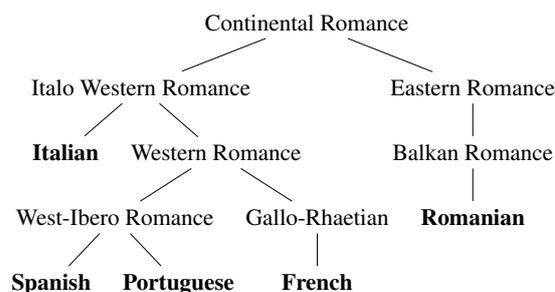 Continental Romance
Italo Western Romance Eastern Romance
Italian Western Romance Balkan Romance
West-Ibero Romance Gallo-Rhaetian Romanian
Spanish Portuguese French